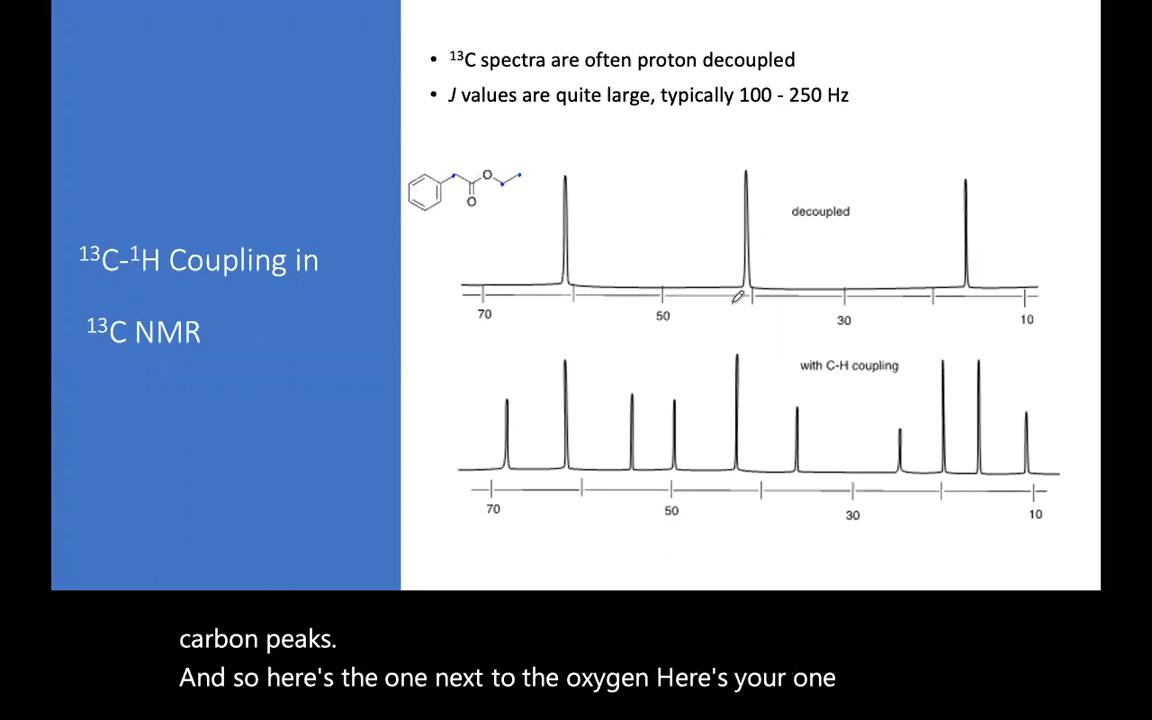 • ¹³C spectra are often proton decoupled
• J values are quite large, typically 100 - 250 Hz
¹³C-¹H Coupling in
¹³C NMR
O
O
decoupled
70 50 30 10
with C-H coupling
70 50 30 10
carbon peaks.
And so here's the one next to the oxygen Here's your one